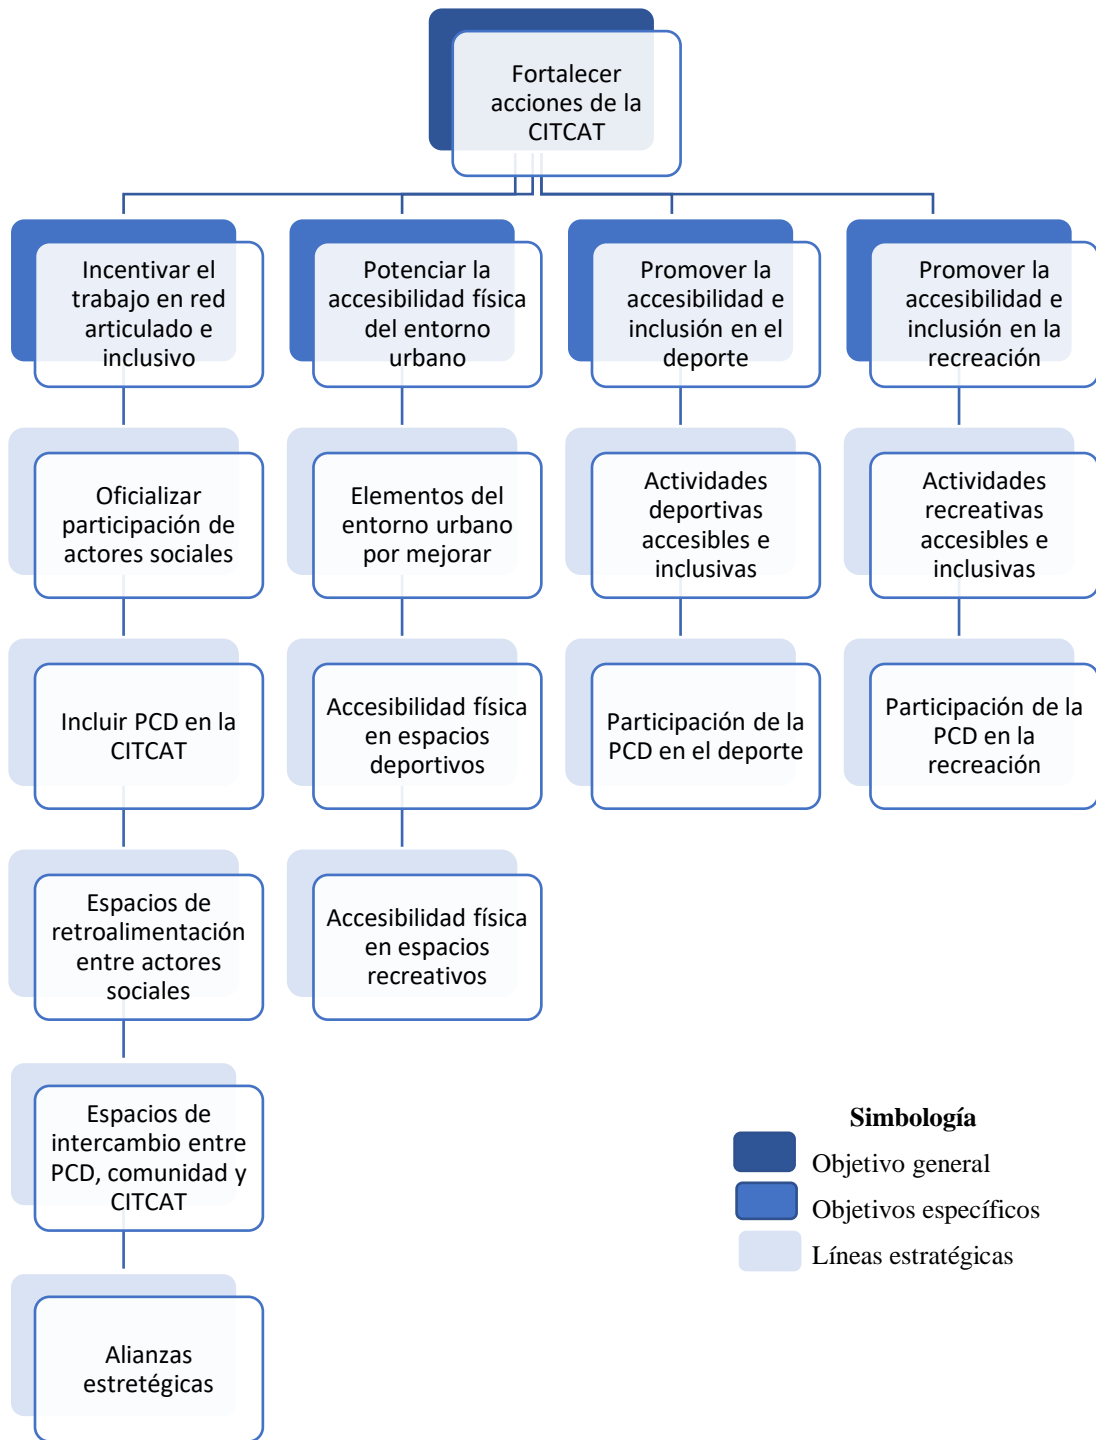 Fortalecer
acciones de la
CITCAT
Incentivar el
trabajo en red
articulado e
inclusivo
Potenciar la
accesibilidad física
del entorno
urbano
Promover la
accesibilidad e
inclusión en el
deporte
Promover la
accesibilidad e
inclusión en la
recreación
Oficializar
participación de
actores sociales
Elementos del
entorno urbano
por mejorar
Actividades
deportivas
accesibles e
inclusivas
Actividades
recreativas
accesibles e
inclusivas
Incluir PCD en la
CITCAT
Accesibilidad física
en espacios
deportivos
Participación de la
PCD en el deporte
Participación de la
PCD en la
recreación
Espacios de
retroalimentación
entre actores
sociales
Accesibilidad física
en espacios
recreativos
Espacios de
intercambio entre
PCD, comunidad y
CITCAT
Alianzas
estretégicas
Simbología
Objetivo general
Objetivos específicos
Líneas estratégicas